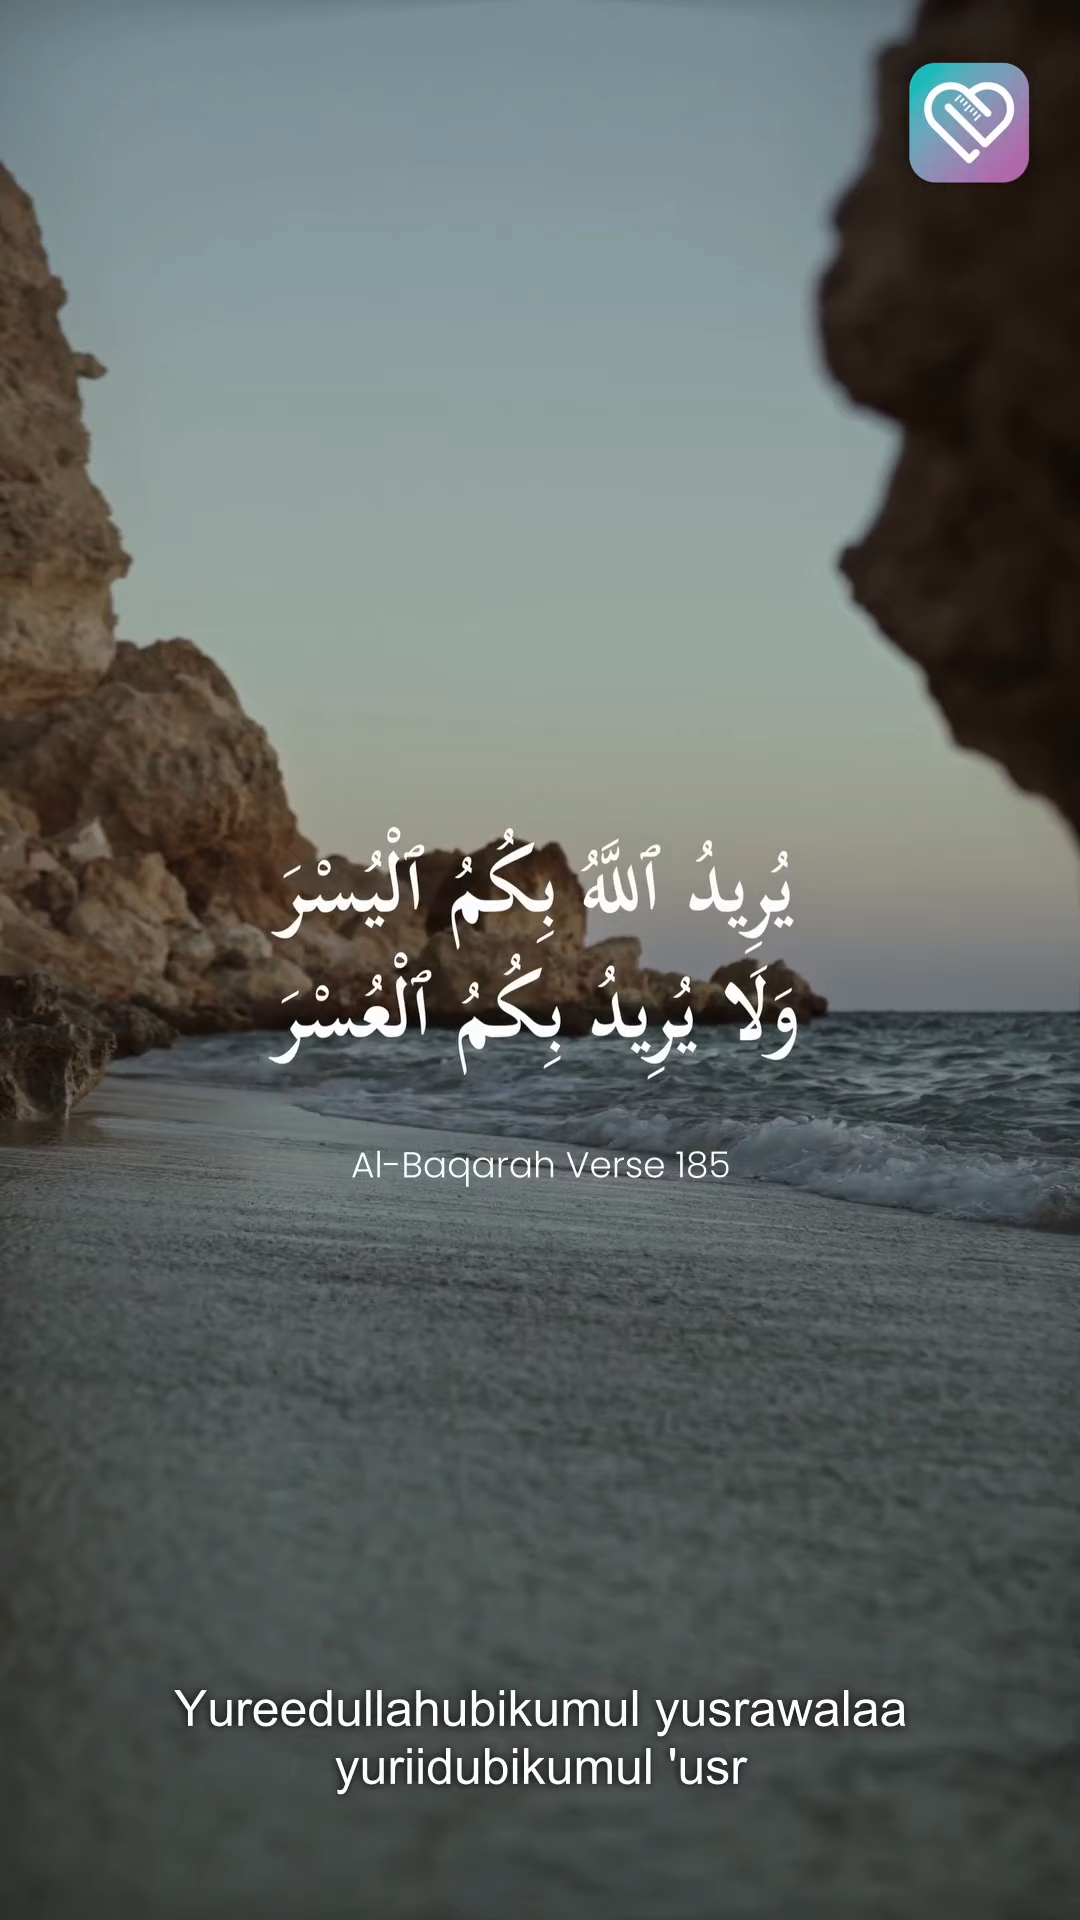 يُرِيدُ ٱللَّهُ بِكُمُ ٱلْيُسْرَ
وَلَا يُرِيدُ بِكُمُ ٱلْعُسْرَ
Al-Baqarah Verse 185
Yureedullahubikumul yusrawalaa
yuriidubikumul 'usr